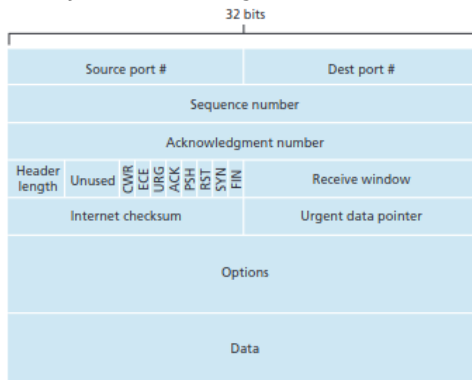 32 bits
Source port # Dest port #
Sequence number
Acknowledgment number
Header length Unused CWR ECE URG ACK PSH RST SYN FIN Receive window
Internet checksum Urgent data pointer
Options
Data